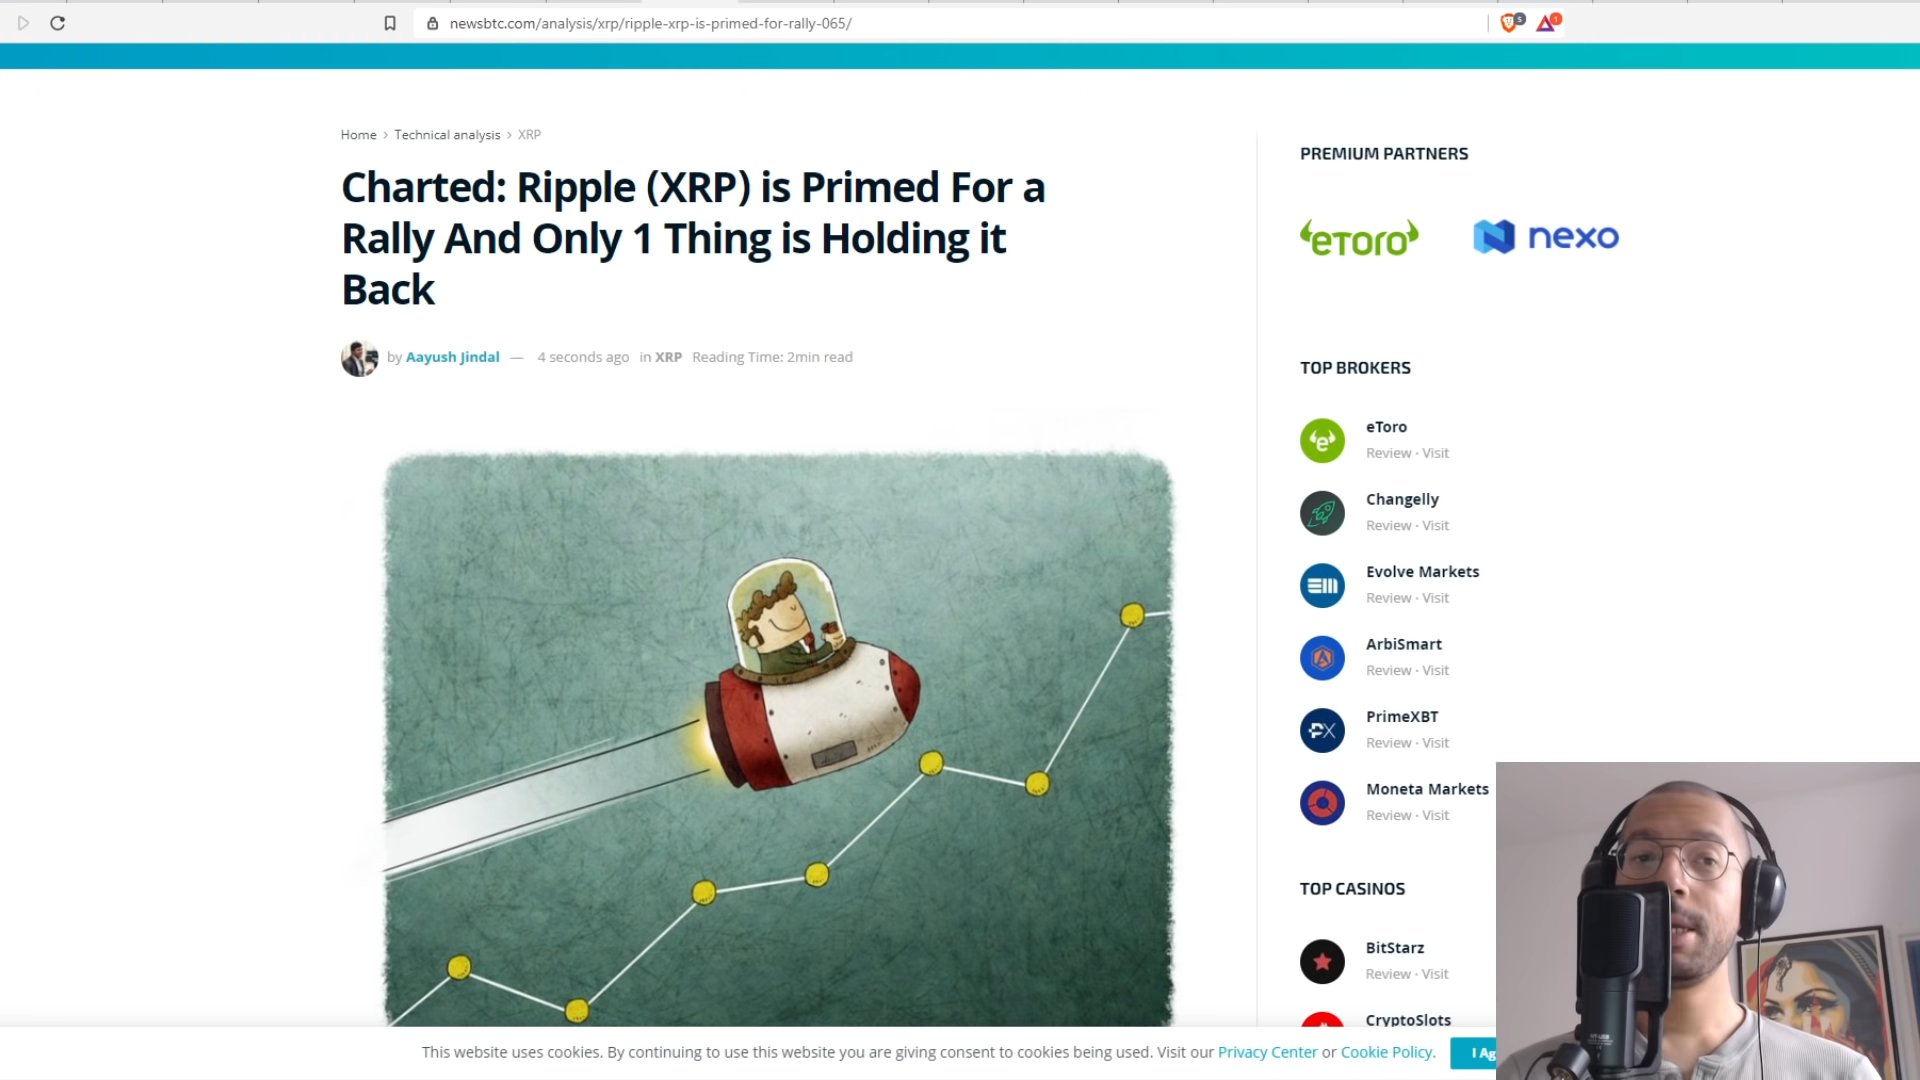 newsbtc.com/analysis/xrp/ripple-xrp-is-primed-for-rally-065/
5
1
Home > Technical analysis > XRP
Charted: Ripple (XRP) is Primed For a
Rally And Only 1 Thing is Holding it
Back
by Aayush Jindal — 4 seconds ago in XRP Reading Time: 2min read
PREMIUM PARTNERS
eToro
nexo
TOP BROKERS
eToro
Review · Visit
Changelly
Review · Visit
Evolve Markets
Review · Visit
ArbiSmart
Review · Visit
PrimeXBT
Review · Visit
Moneta Markets
Review · Visit
TOP CASINOS
BitStarz
Review · Visit
CryptoSlots
This website uses cookies. By continuing to use this website you are giving consent to cookies being used. Visit our Privacy Center or Cookie Policy.
I Ag